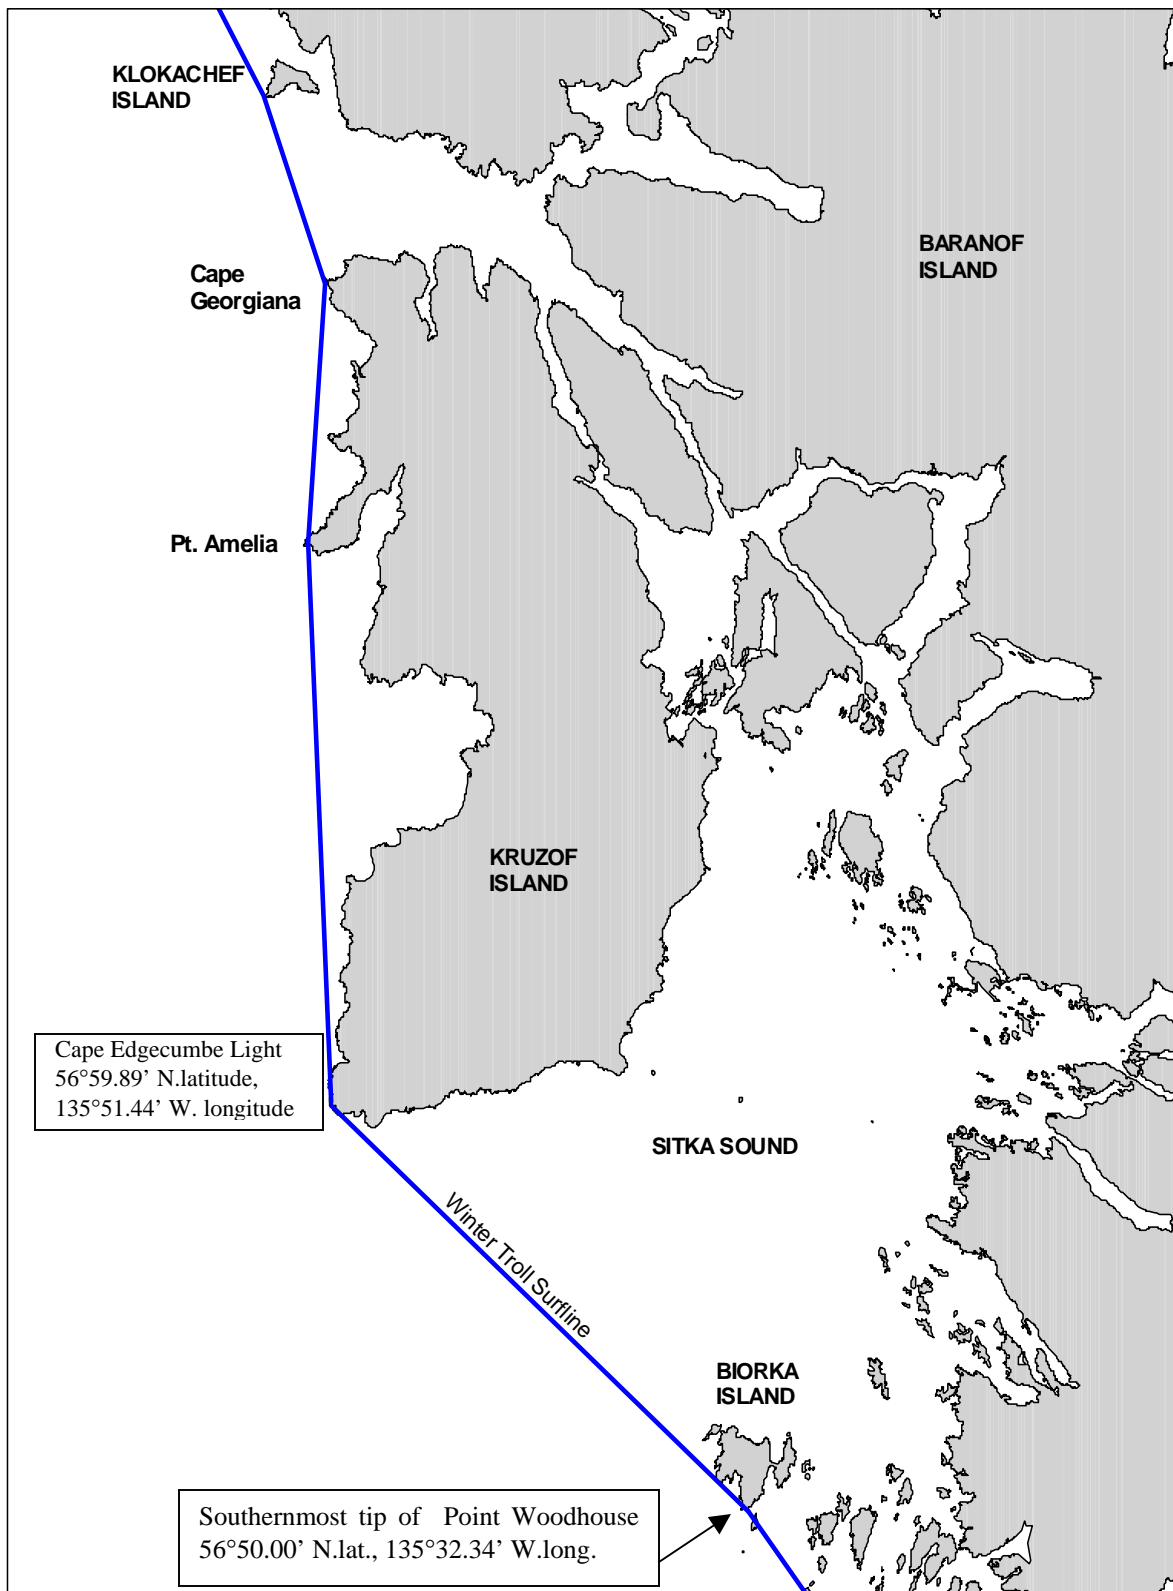 KLOKACHEF
ISLAND
BARANOF
ISLAND
Cape
Georgiana
Pt. Amelia
KRUZOF
ISLAND
Cape Edgecumbe Light
56°59.89’ N.latitude,
135°51.44’ W. longitude
SITKA SOUND
Winter Troll Surfline
BIORKA
ISLAND
Southernmost tip of Point Woodhouse
56°50.00’ N.lat., 135°32.34’ W.long.